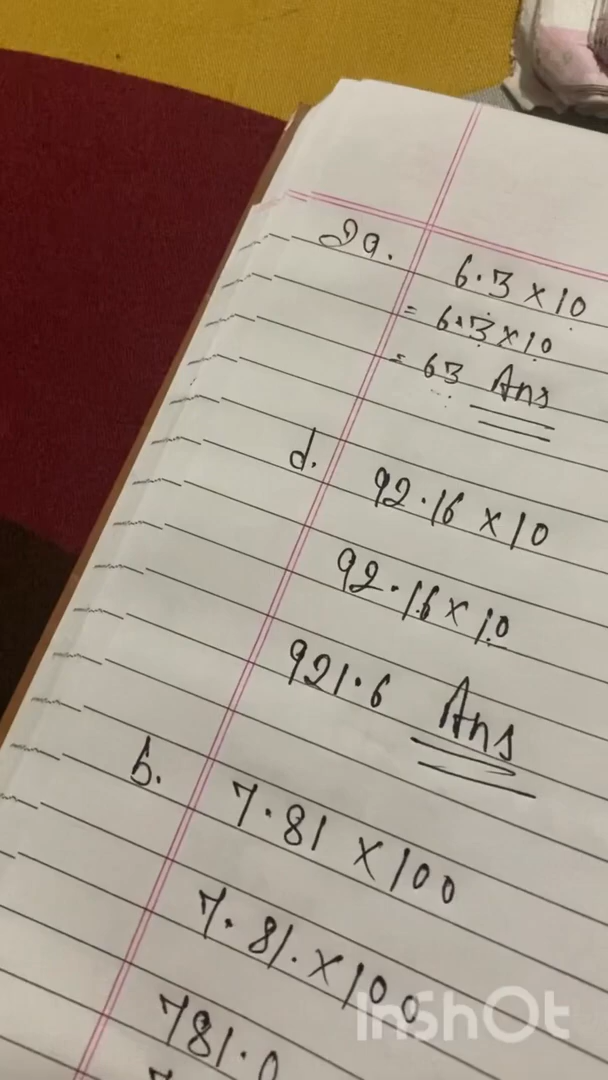 2a.
6.3 × 10
= 6.3 × 10
= 63 Ans
d.
92.16 × 10
92.16 × 10
921.6 Ans
b.
7.81 × 100
7.81. × 100
781.0
InShOt